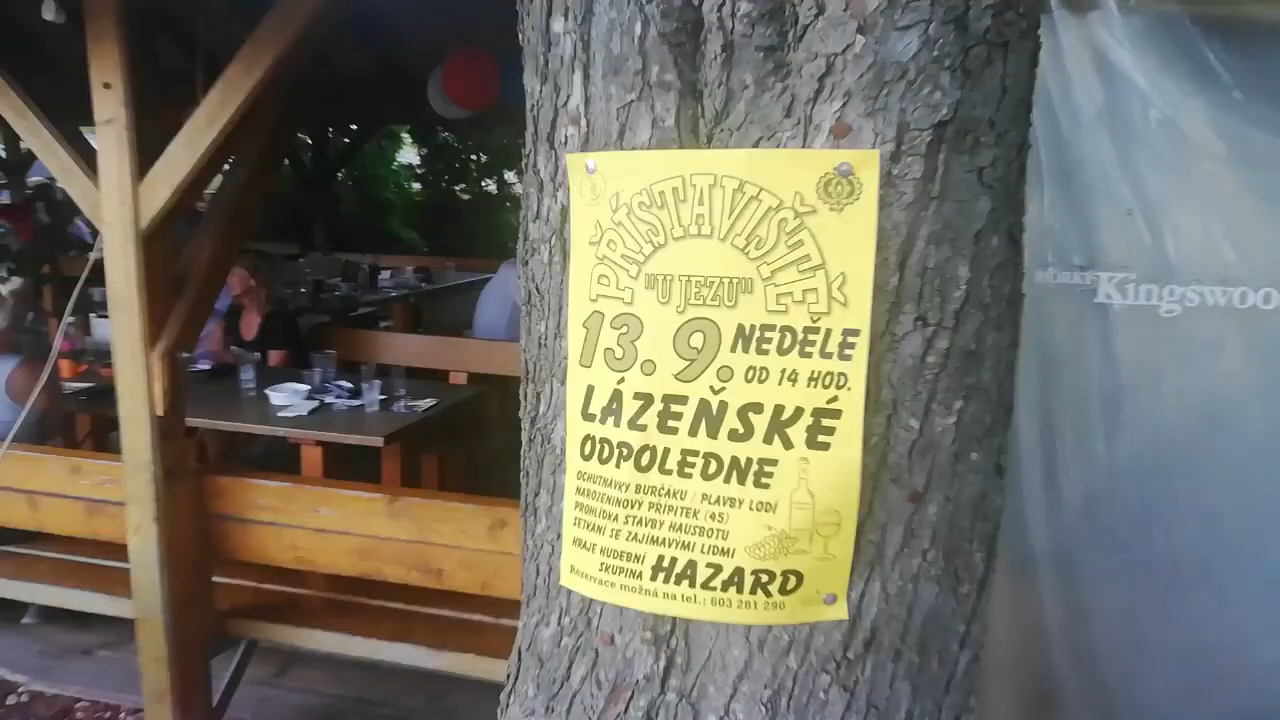 PŘÍSTAVIŠTĚ
"U JEZU"
13. 9. NEDĚLE
OD 14 HOD.
LÁZEŇSKÉ
ODPOLEDNE
OCHUTNÁVKY BURČÁKU / PLAVBY LODÍ
NAROZENINOVÝ PŘÍPITEK (45)
PROHLÍDKA STAVBY HAUSBOTU
SETKÁNÍ SE ZAJÍMAVÝMI LIDMI
HRAJE HUDEBNÍ
SKUPINA HAZARD
Rezervace možná na tel.: 603 281 290
Kingswoo